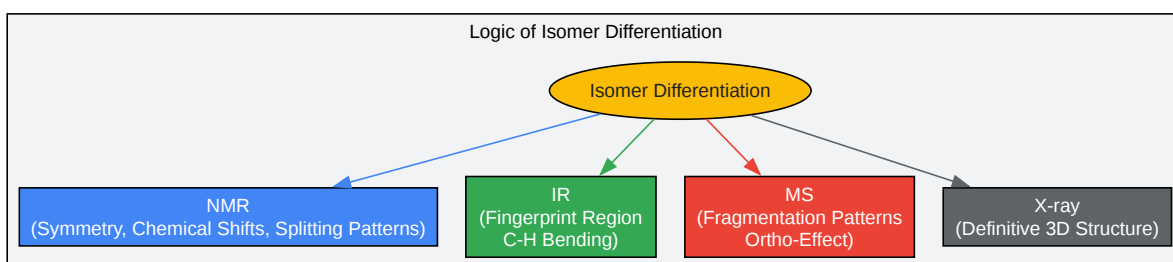 Logic of Isomer Differentiation
Isomer Differentiation
NMR
(Symmetry, Chemical Shifts, Splitting Patterns)
IR
(Fingerprint Region
C-H Bending)
MS
(Fragmentation Patterns
Ortho-Effect)
X-ray
(Definitive 3D Structure)